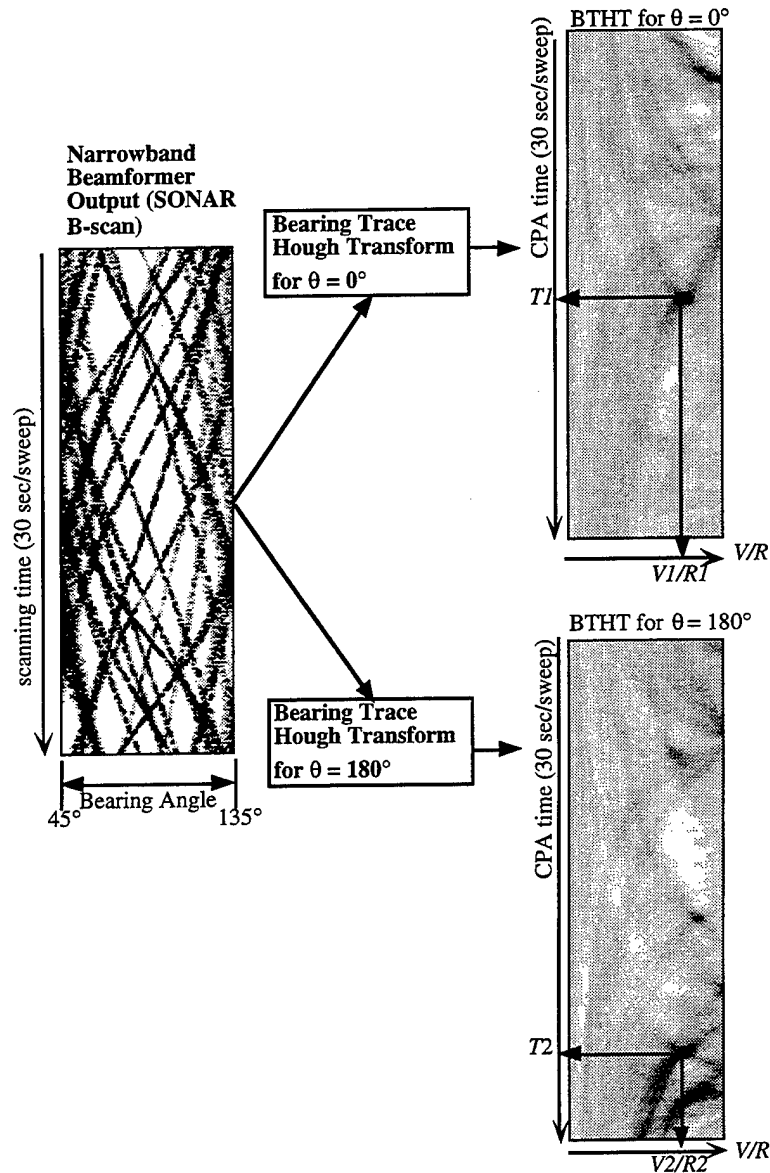 Narrowband
Beamformer
Output (SONAR
B-scan)
scanning time (30 sec/sweep)
Bearing Angle
45°
135°
Bearing Trace
Hough Transform
for θ = 0°
Bearing Trace
Hough Transform
for θ = 180°
BTHT for θ = 0°
CPA time (30 sec/sweep)
T1
V/R
V1/R1
BTHT for θ = 180°
CPA time (30 sec/sweep)
T2
V/R
V2/R2